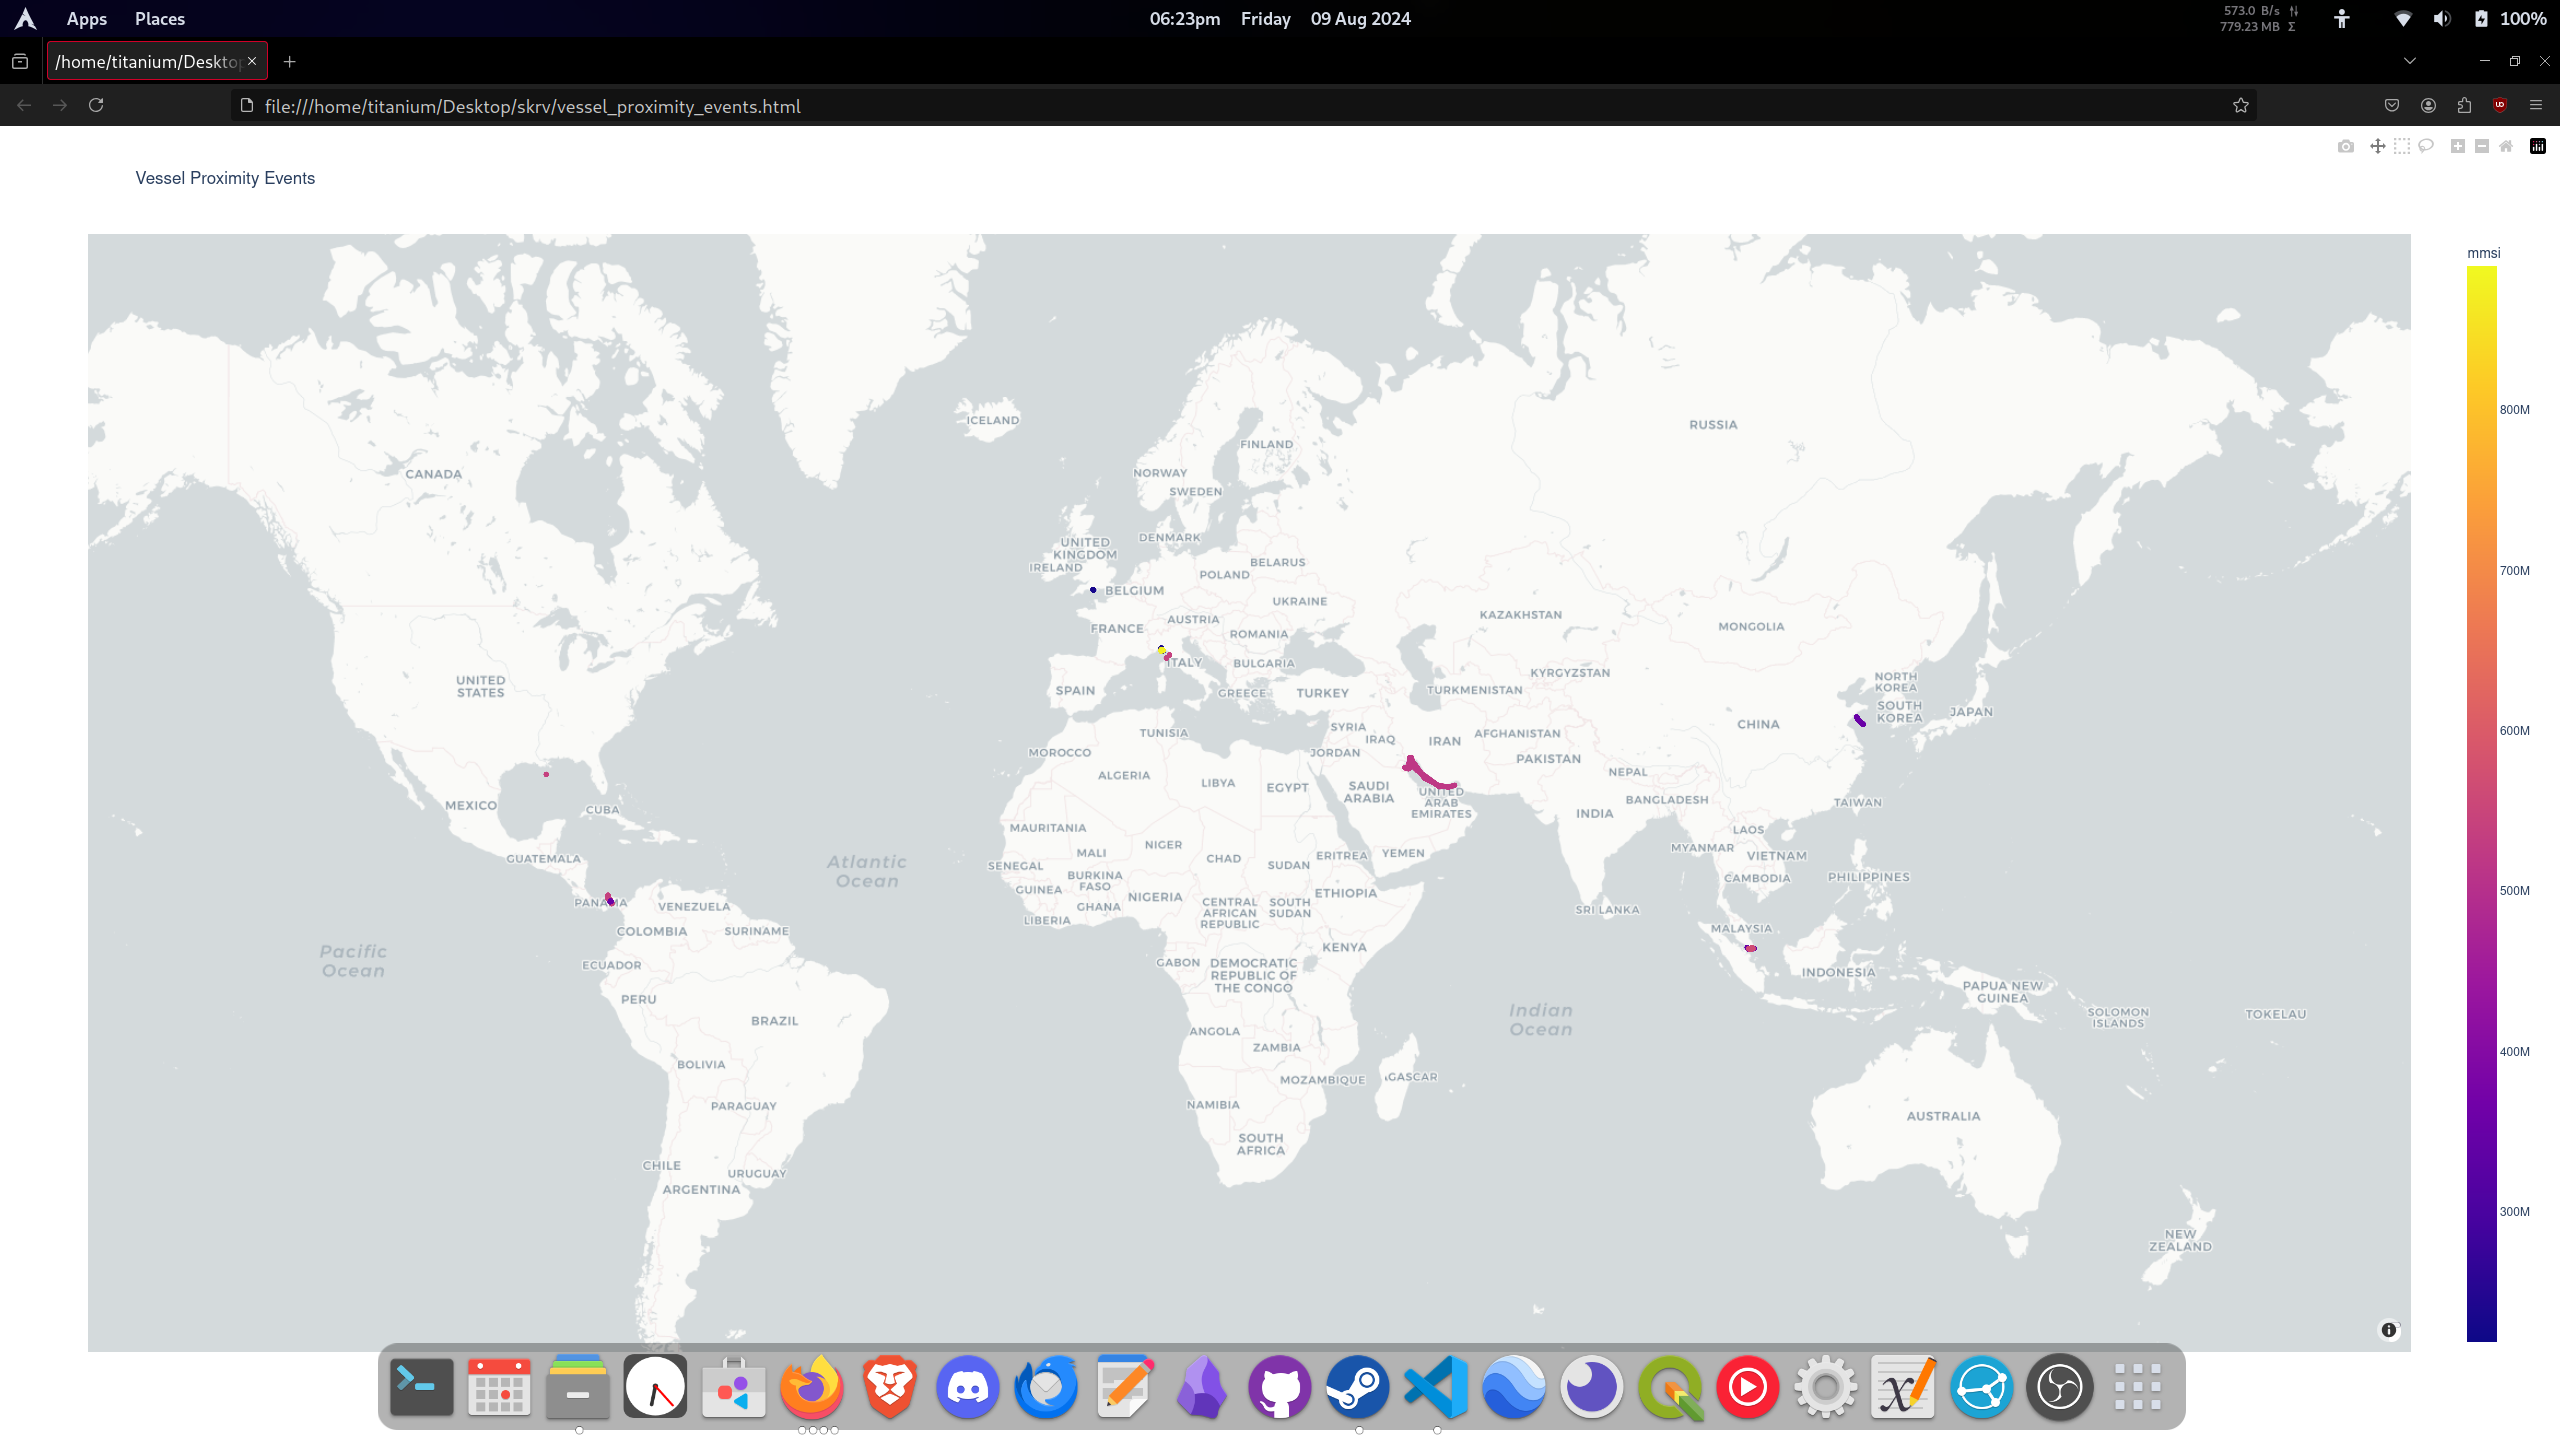 Apps Places 06:23pm Friday 09 Aug 2024 573.0 B/s 779.23 MB Σ 100%
/home/titanium/Deskto
file:///home/titanium/Desktop/skrv/vessel_proximity_events.html
Vessel Proximity Events
mmsi
800M
700M
600M
500M
400M
300M
ICELAND
RUSSIA
FINLAND
CANADA
NORWAY
SWEDEN
DENMARK
UNITED
KINGDOM
IRELAND
BELARUS
POLAND
BELGIUM
UKRAINE
KAZAKHSTAN
AUSTRIA
FRANCE
ROMANIA
MONGOLIA
ITALY
BULGARIA
KYRGYZSTAN
UNITED
STATES
SPAIN
GREECE
TURKEY
TURKMENISTAN
NORTH
KOREA
SOUTH
KOREA
JAPAN
CHINA
TUNISIA
SYRIA
IRAQ
IRAN
AFGHANISTAN
MOROCCO
JORDAN
PAKISTAN
ALGERIA
LIBYA
EGYPT
SAUDI
ARABIA
NEPAL
UNITED
ARAB
EMIRATES
BANGLADESH
INDIA
TAIWAN
MEXICO
CUBA
MAURITANIA
LAOS
NIGER
MALI
CHAD
SUDAN
ERITREA
YEMEN
MYANMAR
VIETNAM
GUATEMALA
Atlantic
Ocean
SENEGAL
BURKINA
FASO
CAMBODIA
PHILIPPINES
GUINEA
NIGERIA
ETHIOPIA
PANAMA
VENEZUELA
GHANA
CENTRAL
AFRICAN
REPUBLIC
SOUTH
SUDAN
SRI LANKA
LIBERIA
COLOMBIA
SURINAME
MALAYSIA
KENYA
Pacific
Ocean
ECUADOR
GABON
DEMOCRATIC
REPUBLIC OF
THE CONGO
INDONESIA
PERU
PAPUA NEW
GUINEA
BRAZIL
Indian
Ocean
SOLOMON
ISLANDS
TOKELAU
ANGOLA
ZAMBIA
BOLIVIA
MOZAMBIQUE
GASCAR
PARAGUAY
NAMIBIA
AUSTRALIA
SOUTH
AFRICA
CHILE
URUGUAY
ARGENTINA
NEW
ZEALAND